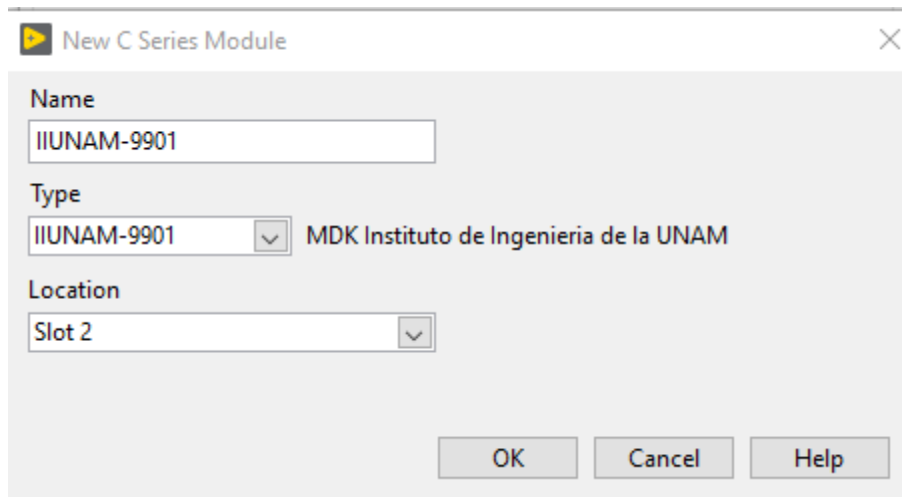 New C Series Module
Name
IIUNAM-9901
Type
IIUNAM-9901 MDK Instituto de Ingenieria de la UNAM
Location
Slot 2
OK Cancel Help